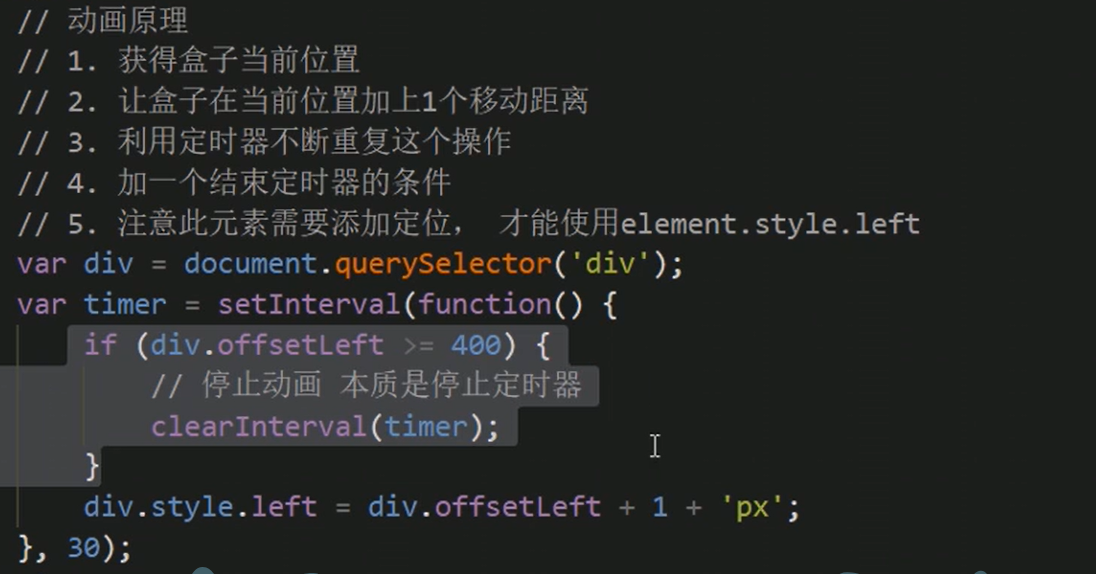 // 动画原理
// 1. 获得盒子当前位置
// 2. 让盒子在当前位置加上1个移动距离
// 3. 利用定时器不断重复这个操作
// 4. 加一个结束定时器的条件
// 5. 注意此元素需要添加定位， 才能使用element.style.left
var div = document.querySelector('div');
var timer = setInterval(function() {
if (div.offsetLeft >= 400) {
// 停止动画 本质是停止定时器
clearInterval(timer);
}
div.style.left = div.offsetLeft + 1 + 'px';
}, 30);